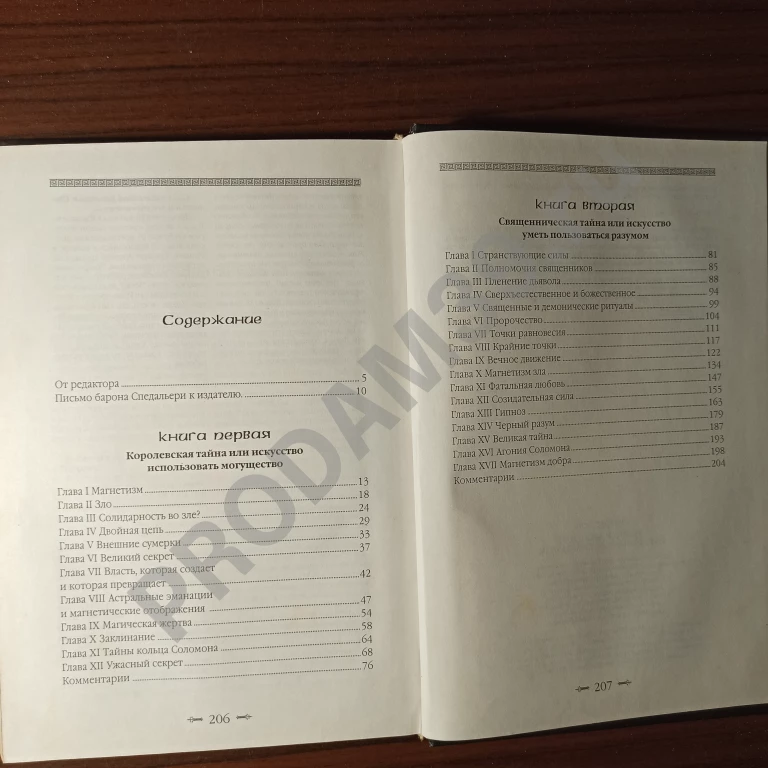 Содержание
От редактора 5
Письмо барона Спедальери к издателю. 10
книга первая
Королевская тайна или искусство
использовать могущество
Глава I Магнетизм 13
Глава II Зло 18
Глава III Солидарность во зле? 24
Глава IV Двойная цепь 29
Глава V Внешние сумерки 33
Глава VI Великий секрет 37
Глава VII Власть, которая создает
и которая превращает 42
Глава VIII Астральные эманации
и магнетические отображения 47
Глава IX Магическая жертва 54
Глава X Заклинание 58
Глава XI Тайны кольца Соломона 64
Глава XII Ужасный секрет 68
Комментарии 76
206
книга вторая
Священническая тайна или искусство
уметь пользоваться разумом
Глава I Странствующие силы 81
Глава II Полномочия священников 85
Глава III Пленение дьявола 88
Глава IV Сверхъестественное и божественное 94
Глава V Священные и демонические ритуалы 99
Глава VI Пророчество 104
Глава VII Точки равновесия 111
Глава VIII Крайние точки 117
Глава IX Вечное движение 122
Глава X Магнетизм зла 134
Глава XI Фатальная любовь 147
Глава XII Созидательная сила 155
Глава XIII Гипноз 163
Глава XIV Черный разум 179
Глава XV Великая тайна 187
Глава XVI Агония Соломона 193
Глава XVII Магнетизм добра 198
Комментарии 204
207